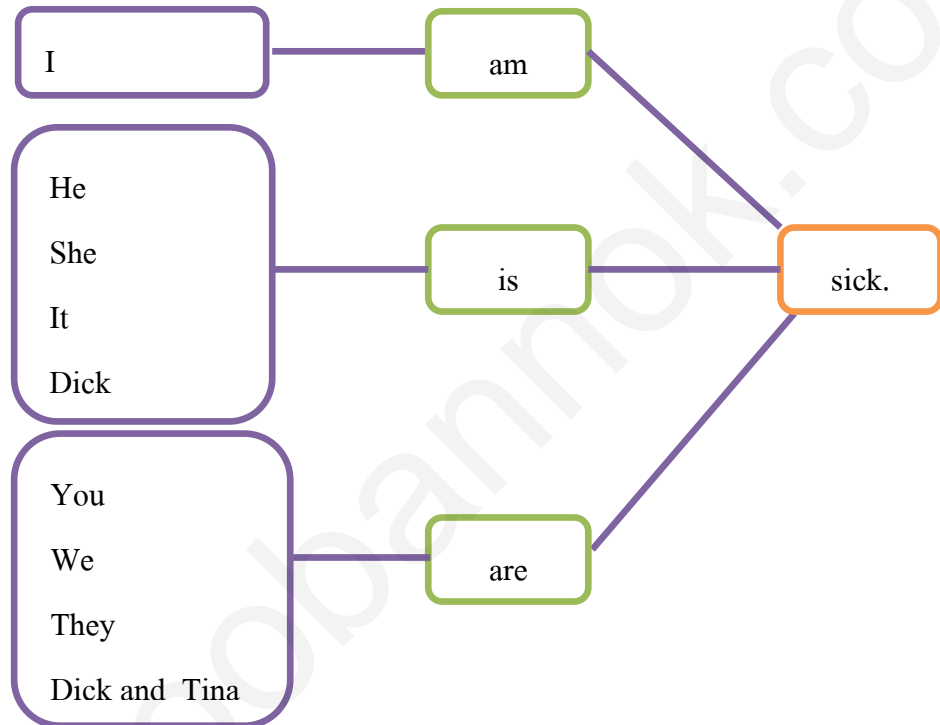 I
am
He
She
It
Dick
is
sick.
You
We
They
Dick and Tina
are